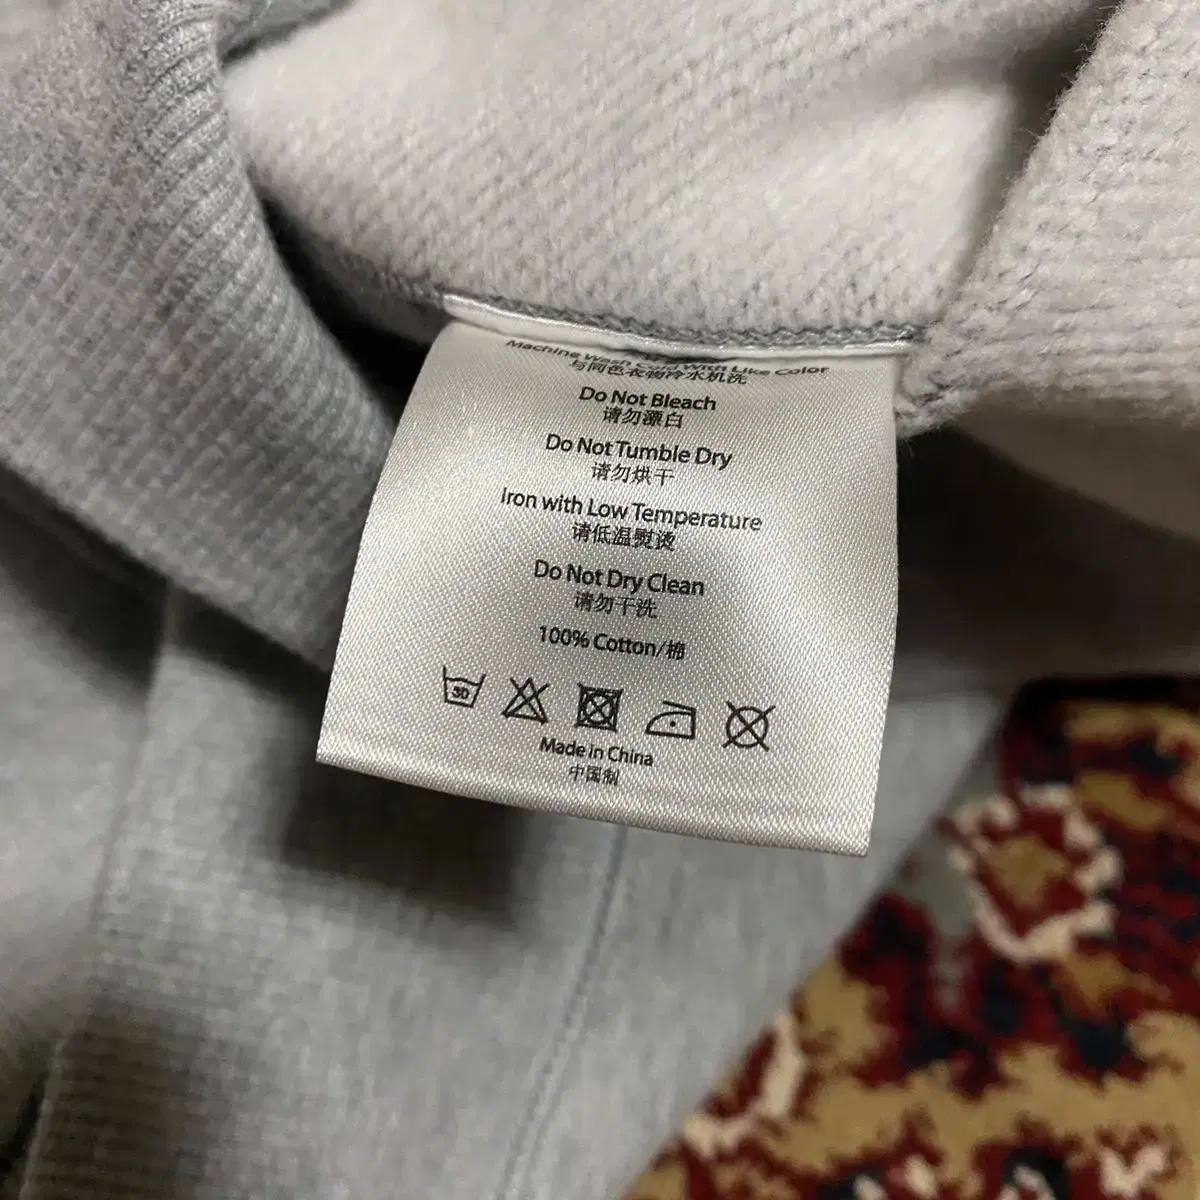 Machine Wash Cold With Like Color
与同色衣物冷水机洗
Do Not Bleach
请勿漂白
Do Not Tumble Dry
请勿烘干
Iron with Low Temperature
请低温熨烫
Do Not Dry Clean
请勿干洗
100% Cotton/棉
30
Made in China
中国制